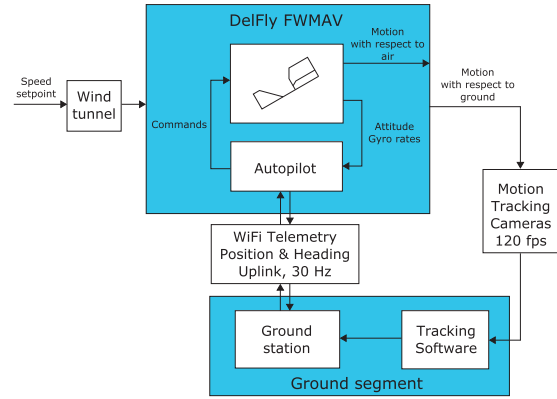 DelFly FWMAV
Motion
with respect to
air
Speed
setpoint
Wind
tunnel
Commands
Attitude
Gyro rates
Autopilot
Motion
with respect to
ground
Motion
Tracking
Cameras
120 fps
WiFi Telemetry
Position & Heading
Uplink, 30 Hz
Ground
station
Tracking
Software
Ground segment